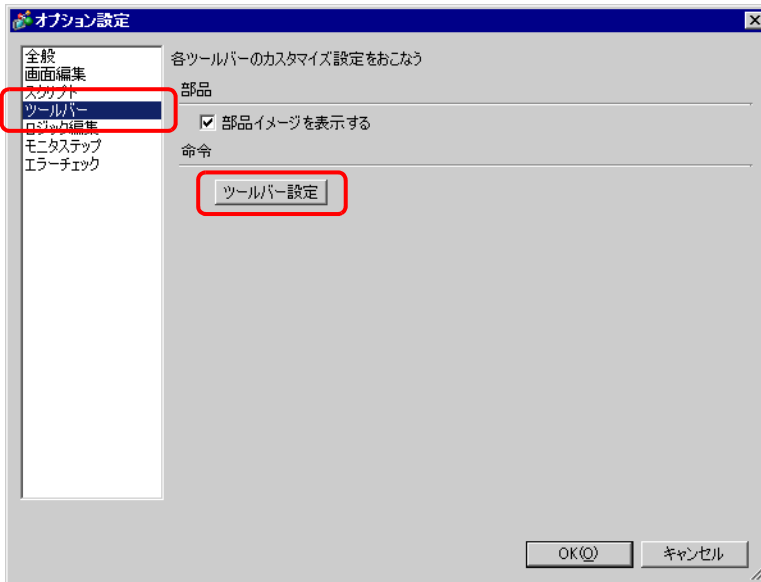 オプション設定
全般
画面編集
スクリプト
ツールバー
ロジック編集
モニタステップ
エラーチェック
各ツールバーのカスタマイズ設定をおこなう
部品
部品イメージを表示する
命令
ツールバー設定
OK(O)
キャンセル